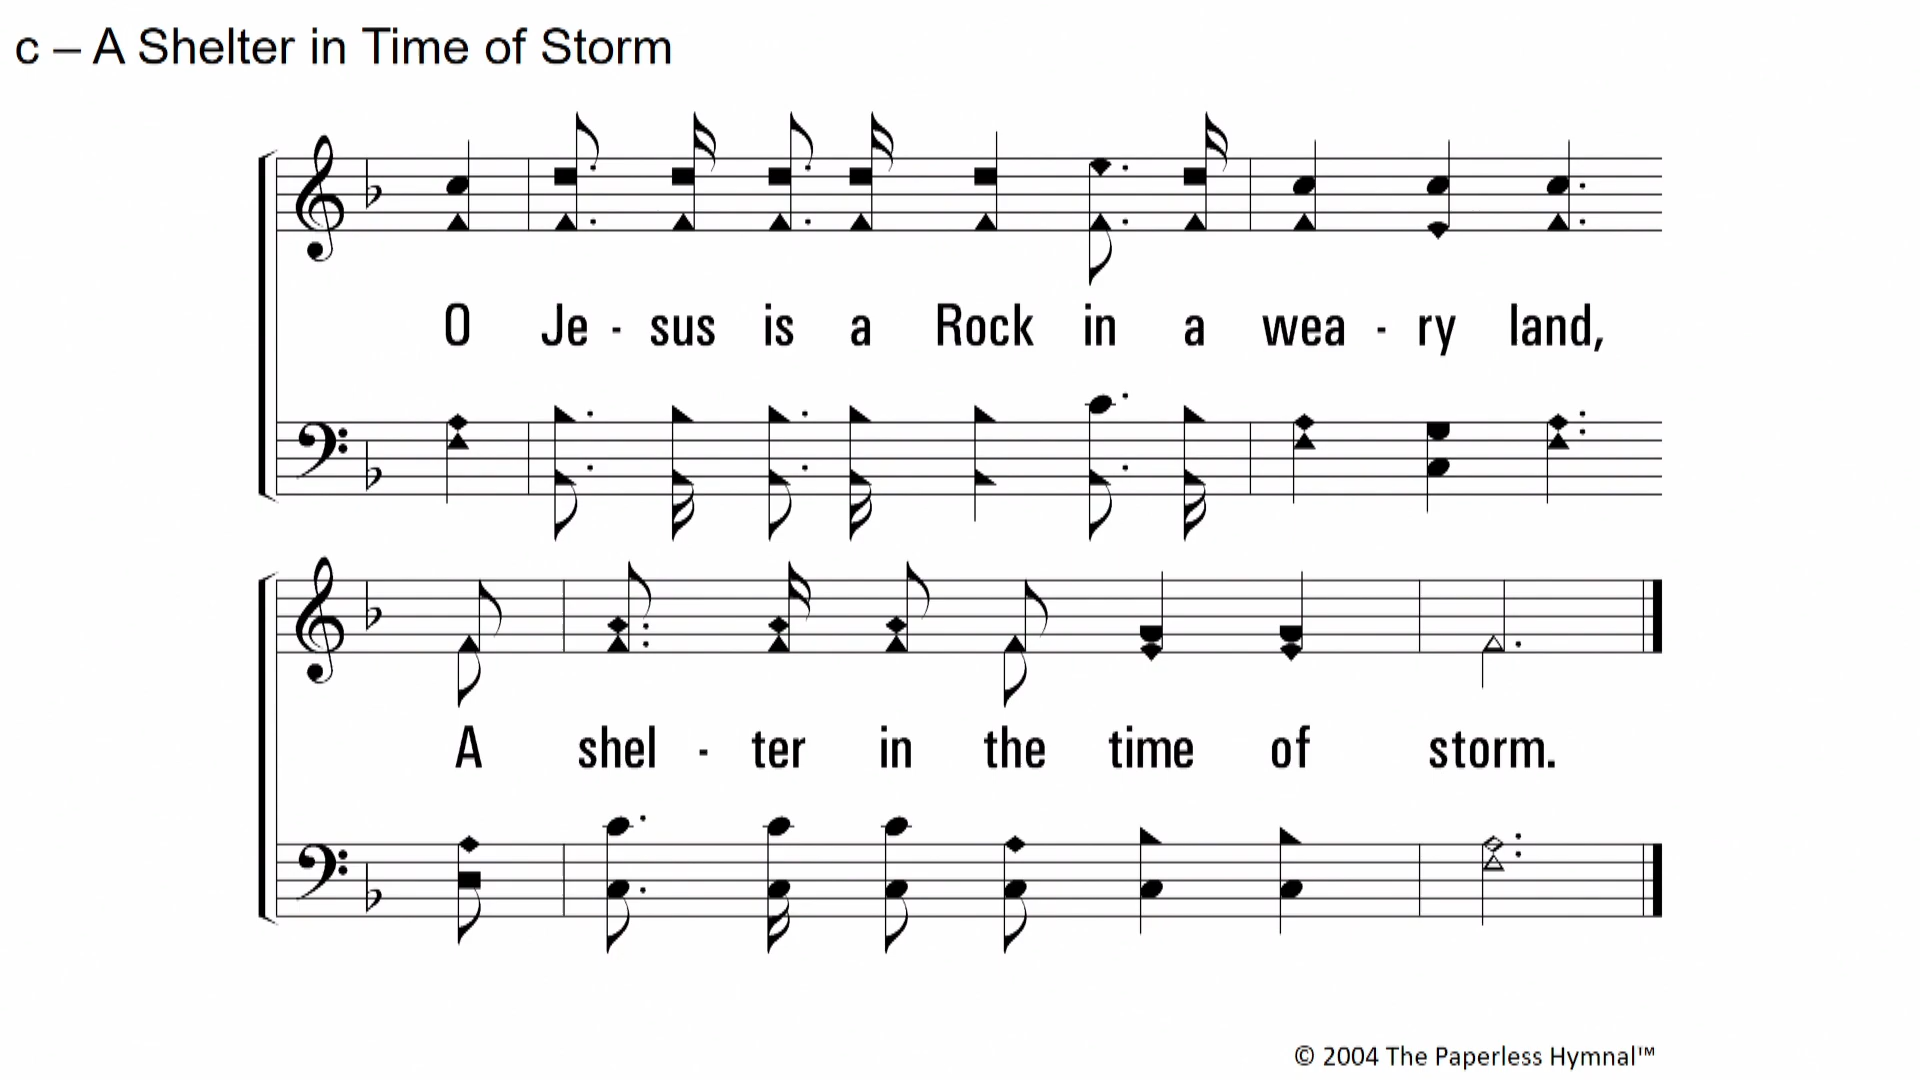 c – A Shelter in Time of Storm
O Je - sus is a Rock in a wea - ry land,
A shel - ter in the time of storm.
© 2004 The Paperless Hymnal™